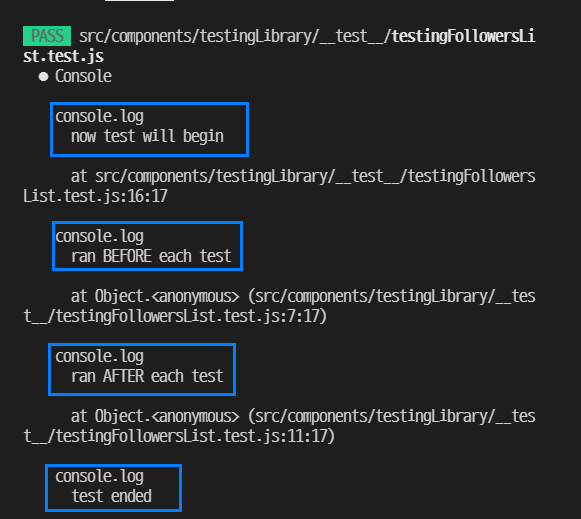 PASS src/components/testingLibrary/__test__/testingFollowersLi
st.test.js
● Console
console.log
now test will begin
at src/components/testingLibrary/__test__/testingFollowers
List.test.js:16:17
console.log
ran BEFORE each test
at Object.<anonymous> (src/components/testingLibrary/__tes
t__/testingFollowersList.test.js:7:17)
console.log
ran AFTER each test
at Object.<anonymous> (src/components/testingLibrary/__tes
t__/testingFollowersList.test.js:11:17)
console.log
test ended